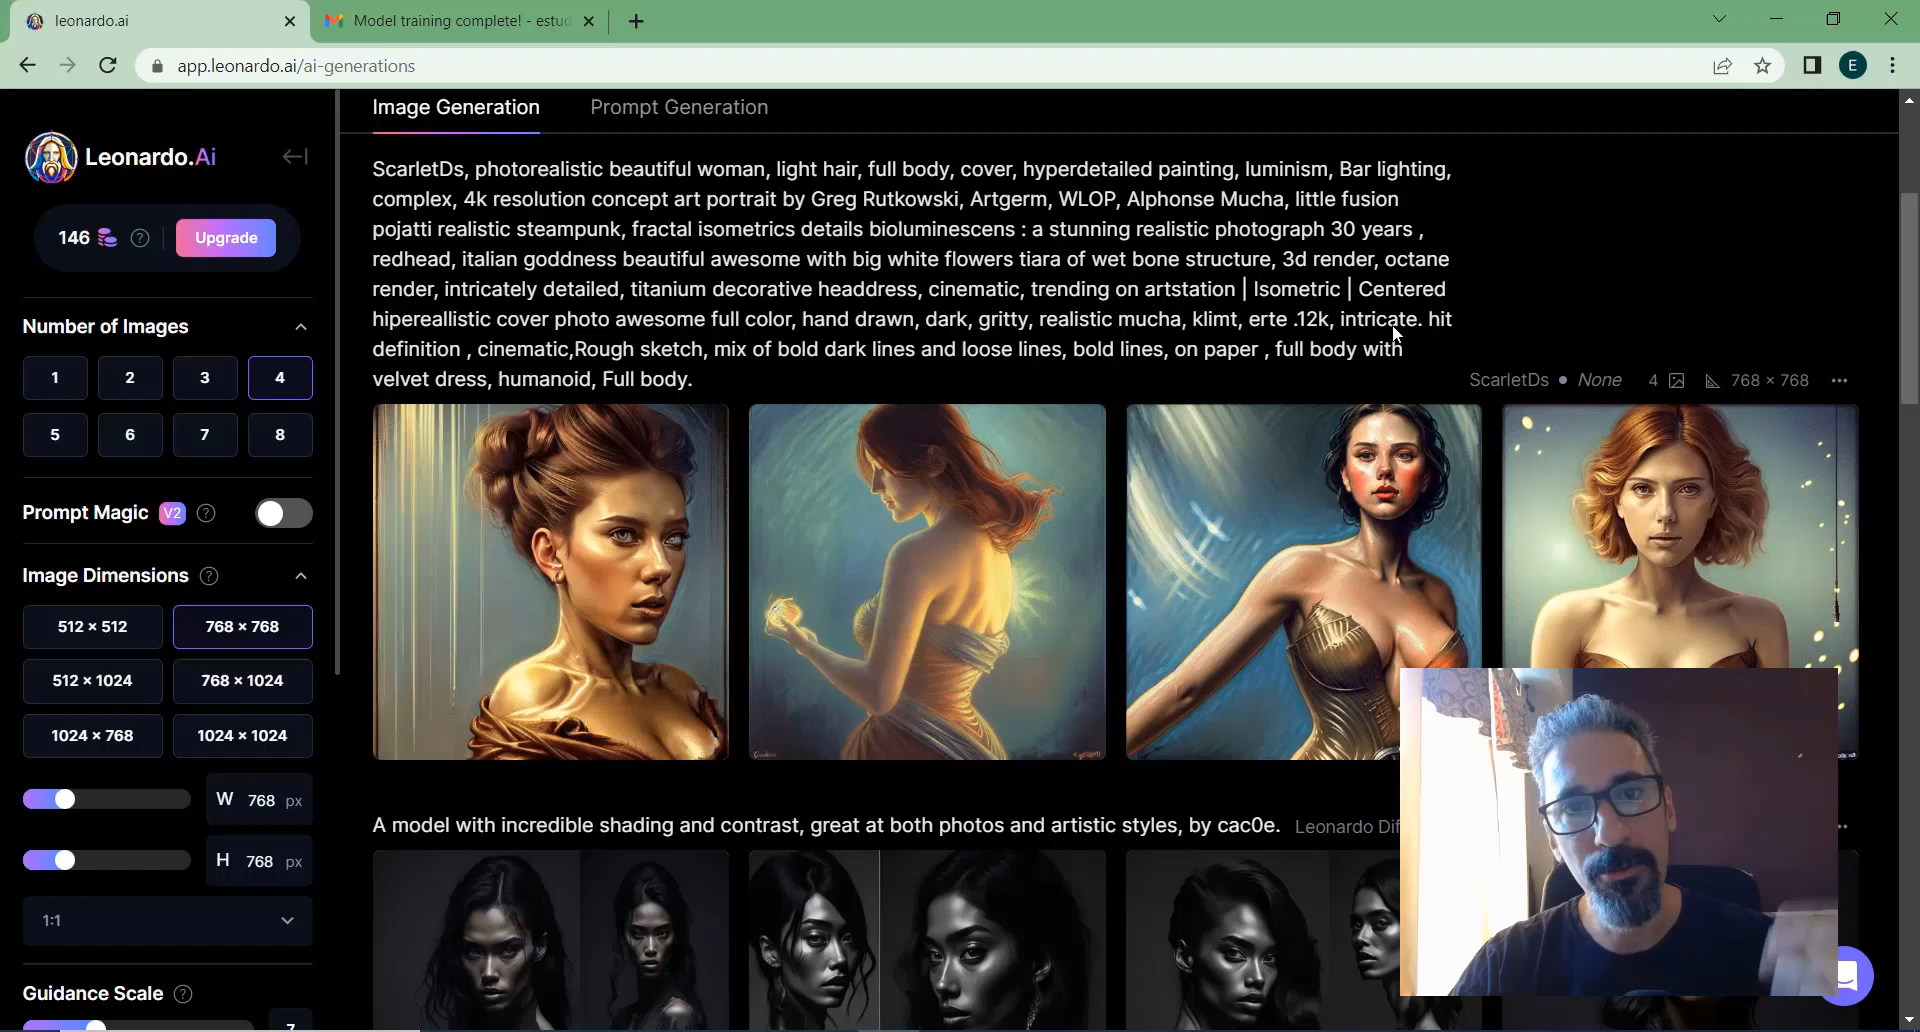 leonardo.ai
Model training complete! - estud
app.leonardo.ai/ai-generations
E
Leonardo.Ai
146
?
Upgrade
Number of Images
1 2 3 4
5 6 7 8
Prompt Magic V2 ?
Image Dimensions ?
512 × 512 768 × 768
512 × 1024 768 × 1024
1024 × 768 1024 × 1024
W 768 px
H 768 px
1:1
Guidance Scale ?
7
Image Generation Prompt Generation
ScarletDs, photorealistic beautiful woman, light hair, full body, cover, hyperdetailed painting, luminism, Bar lighting,
complex, 4k resolution concept art portrait by Greg Rutkowski, Artgerm, WLOP, Alphonse Mucha, little fusion
pojatti realistic steampunk, fractal isometrics details bioluminescens : a stunning realistic photograph 30 years ,
redhead, italian goddness beautiful awesome with big white flowers tiara of wet bone structure, 3d render, octane
render, intricately detailed, titanium decorative headdress, cinematic, trending on artstation | Isometric | Centered
hipereallistic cover photo awesome full color, hand drawn, dark, gritty, realistic mucha, klimt, erte .12k, intricate. hit
definition , cinematic,Rough sketch, mix of bold dark lines and loose lines, bold lines, on paper , full body with
velvet dress, humanoid, Full body.
ScarletDs • None 4 768 × 768
A model with incredible shading and contrast, great at both photos and artistic styles, by cac0e. Leonardo Dif